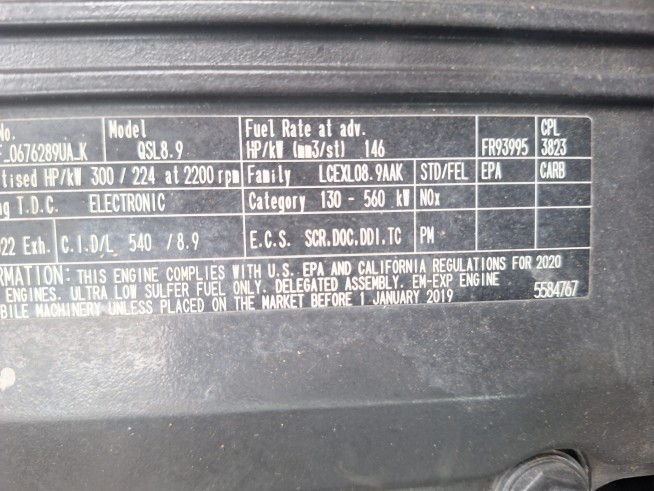 No. Model Fuel Rate at adv. CPL
F_0676289UA_K QSL8.9 HP/kW (mm3/st) 146 FR93995 3823
tised HP/kW 300 / 224 at 2200 rpm Family LCEXL08.9AAK STD/FEL EPA CARB
ng T.D.C. ELECTRONIC Category 130 - 560 kW NOx
022 Exh. C.I.D/L 540 /8.9 E.C.S. SCR.DOC.DDI.TC PM
ORMATION: THIS ENGINE COMPLIES WITH U.S. EPA AND CALIFORNIA REGULATIONS FOR 2020
ENGINES. ULTRA LOW SULFER FUEL ONLY. DELEGATED ASSEMBLY. EM-EXP ENGINE
BILE MACHINERY UNLESS PLACED ON THE MARKET BEFORE 1 JANUARY 2019 5584767